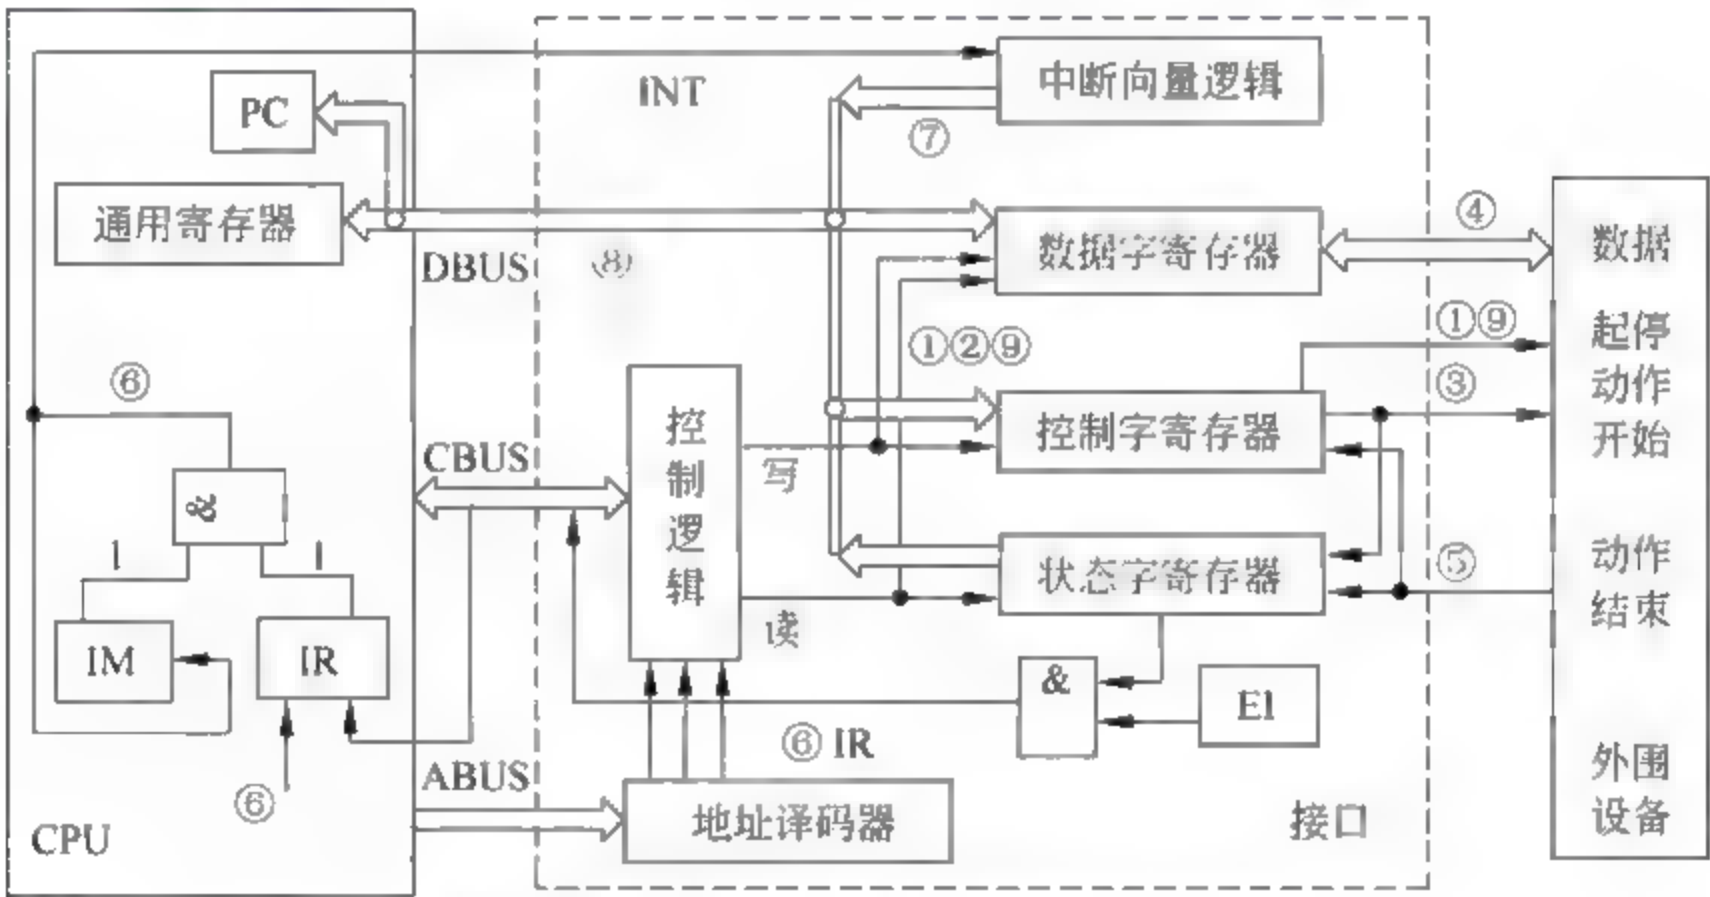 中断向量逻辑
INT
PC
⑦
通用寄存器
④
数据字寄存器
数据
DBUS
⑧
①②⑨
①⑨
起停
⑥
③
动作
控制逻辑
控制字寄存器
开始
CBUS
写
&
1
1
⑤
动作
状态字寄存器
结束
读
IM
IR
&
EI
⑥ IR
ABUS
⑥
外围
地址译码器
接口
设备
CPU